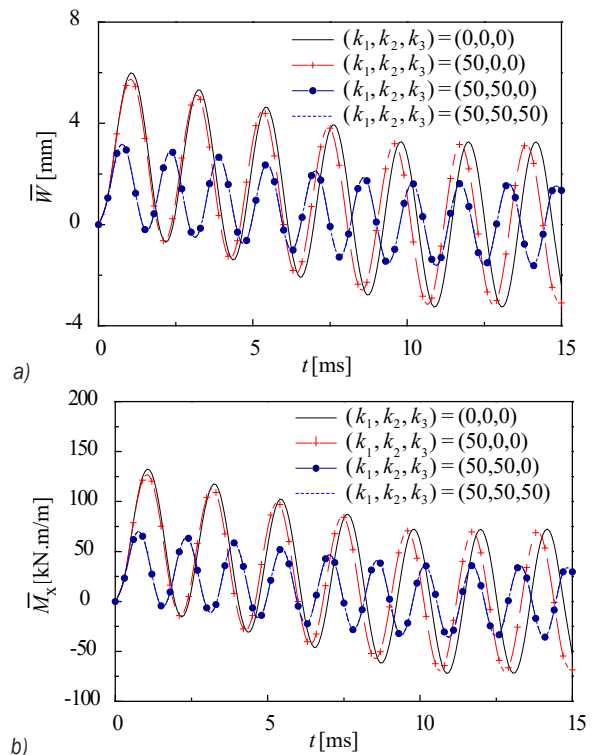 8
(k₁, k₂, k₃) = (0,0,0)
(k₁, k₂, k₃) = (50,0,0)
(k₁, k₂, k₃) = (50,50,0)
(k₁, k₂, k₃) = (50,50,50)
4
W̅ [mm]
0
-4
0 5 10 15
t [ms]
a)
200
(k₁, k₂, k₃) = (0,0,0)
(k₁, k₂, k₃) = (50,0,0)
(k₁, k₂, k₃) = (50,50,0)
(k₁, k₂, k₃) = (50,50,50)
150
100
M̅ₓ [kN.m/m]
50
0
-50
-100
0 5 10 15
t [ms]
b)